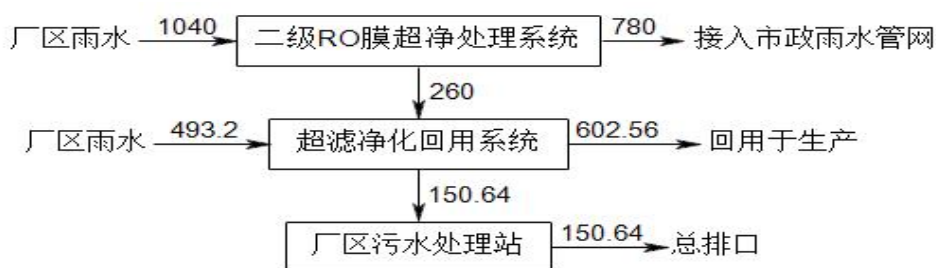 厂区雨水 1040 二级RO膜超净处理系统 780 接入市政雨水管网
260
厂区雨水 493.2 超滤净化回用系统 602.56 回用于生产
150.64
厂区污水处理站 150.64 总排口